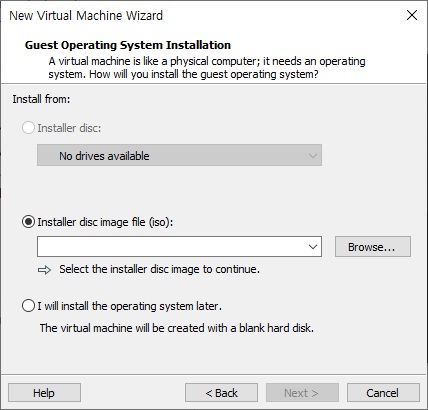 New Virtual Machine Wizard
Guest Operating System Installation
A virtual machine is like a physical computer; it needs an operating
system. How will you install the guest operating system?
Install from:
Installer disc:
No drives available
Installer disc image file (iso):
Browse...
Select the installer disc image to continue.
I will install the operating system later.
The virtual machine will be created with a blank hard disk.
Help
< Back
Next >
Cancel